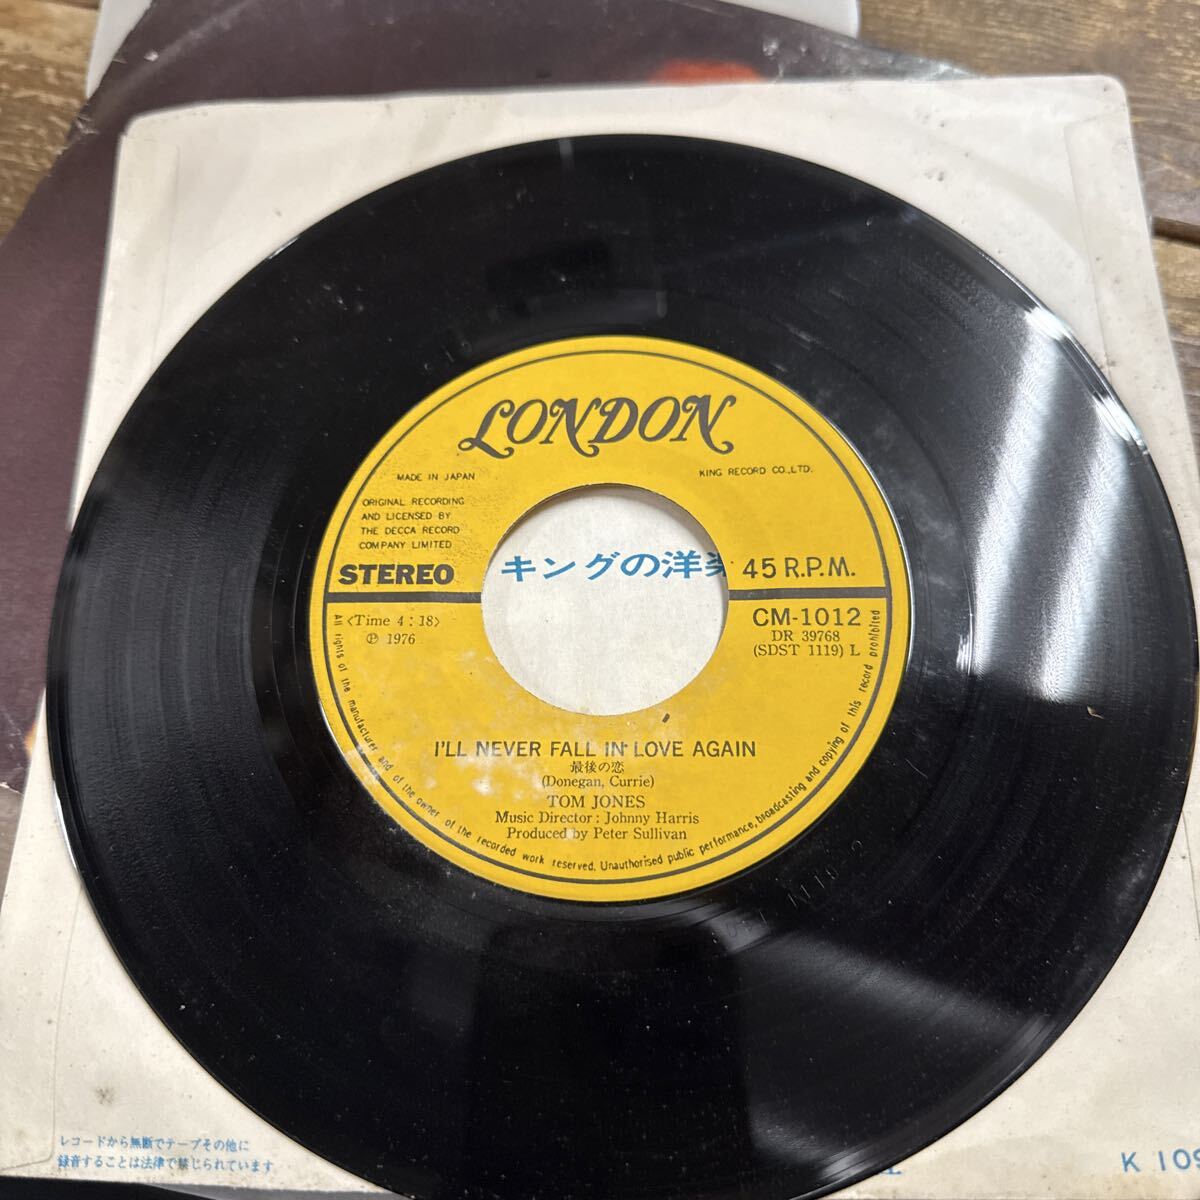 LONDON
MADE IN JAPAN
KING RECORD CO.,LTD.
ORIGINAL RECORDING
AND LICENSED BY
THE DECCA RECORD
COMPANY LIMITED
STEREO
キングの洋
45 R.P.M.
<Time 4 : 18>
℗ 1976
CM-1012
DR 39768
(SDST 1119) L
I'LL NEVER FALL IN LOVE AGAIN
最後の恋
(Donegan, Currie)
TOM JONES
Music Director : Johnny Harris
Produced by Peter Sullivan
All rights of the manufacturer and of the owner of the recorded work reserved. Unauthorised public performance, broadcasting and copying of this record prohibited
レコードから無断でテープその他に
録音することは法律で禁じられています
K 109